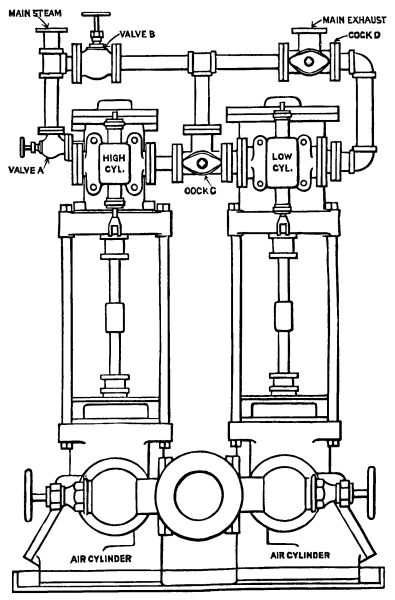 MAIN STEAM
VALVE B
MAIN EXHAUST
COCK D
VALVE A
HIGH
CYL.
LOW
CYL.
COCK C
AIR CYLINDER
AIR CYLINDER